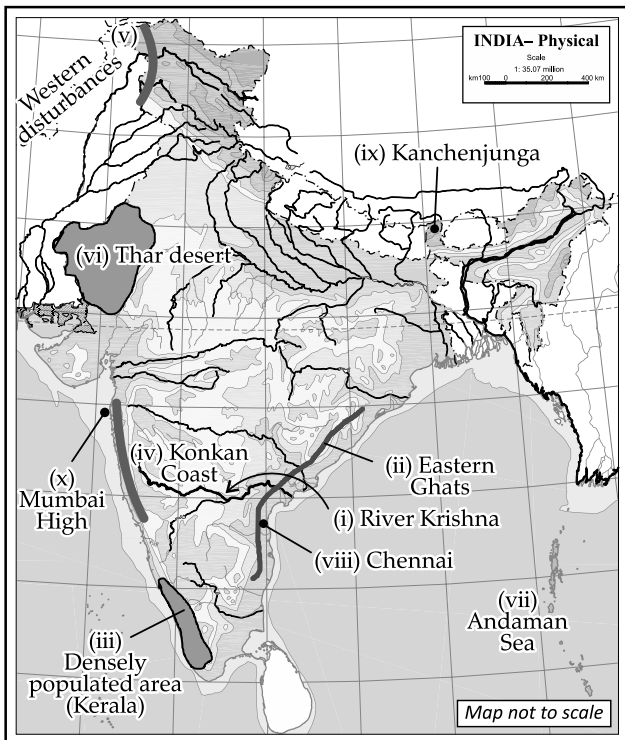 INDIA– Physical
Scale
1: 35.07 million
km100 0 200 400 km
(v)
Western
disturbances
(ix) Kanchenjunga
(vi) Thar desert
(iv) Konkan
Coast
(x)
Mumbai
High
(ii) Eastern
Ghats
(i) River Krishna
(viii) Chennai
(vii)
Andaman
Sea
(iii)
Densely
populated area
(Kerala)
Map not to scale